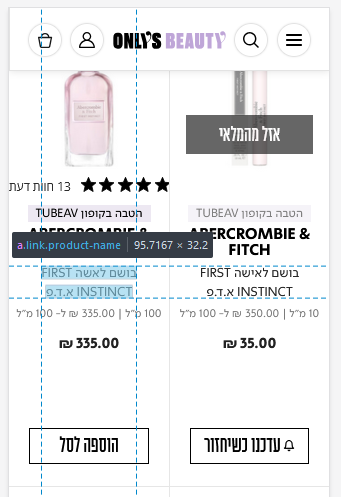 ONLY'S BEAUTY
אזל מהמלאי
13 חוות דעת
הטבה בקופון TUBEAV
הטבה בקופון TUBEAV
ABERCROMBIE &
FITCH
a.link.product-name | 95.7167 × 32.2
בושם לאישה FIRST
INSTINCT א.ד.פ
10 מ"ל | 350.00 ₪ ל- 100 מ"ל
35.00 ₪
עדכנו כשיחזור
בושם לאשה FIRST
INSTINCT א.ד.פ
100 מ"ל | 335.00 ₪ ל- 100 מ"ל
335.00 ₪
הוספה לסל